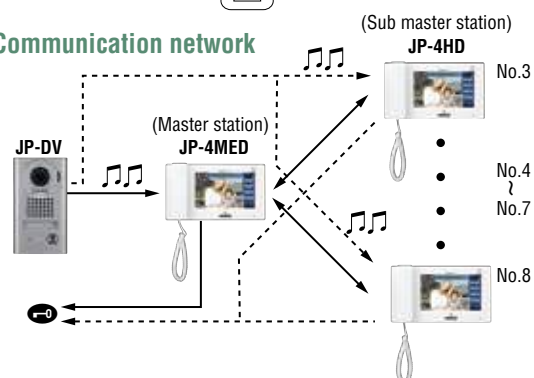 (Sub master station)
Communication network
JP-4HD
No.3
(Master station)
JP-DV
JP-4MED
No.4
~
No.7
No.8